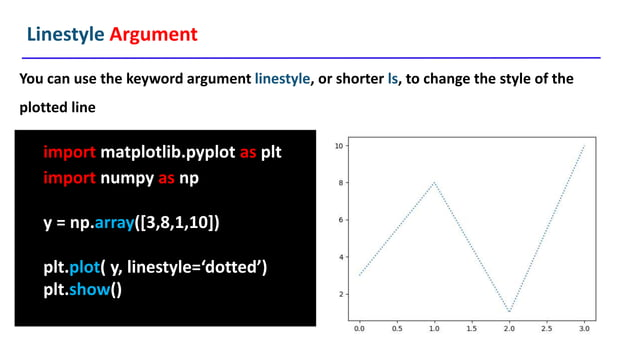 Linestyle Argument
You can use the keyword argument linestyle, or shorter ls, to change the style of the
plotted line
import matplotlib.pyplot as plt
import numpy as np
y = np.array([3,8,1,10])
plt.plot( y, linestyle=‘dotted’)
plt.show()
10
8
6
4
2
0.0 0.5 1.0 1.5 2.0 2.5 3.0